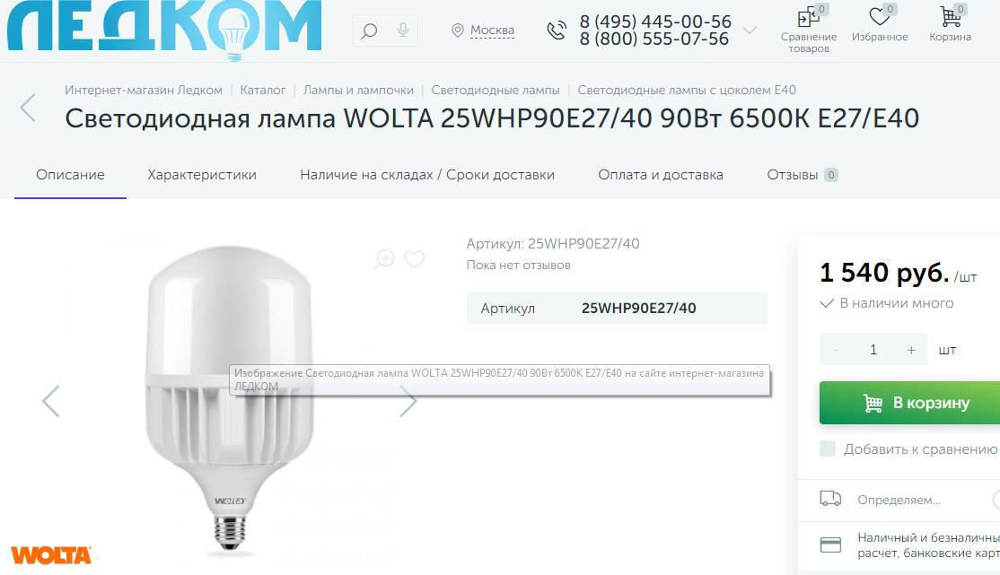 ЛЕДКОМ
Москва
8 (495) 445-00-56
8 (800) 555-07-56
0
Сравнение
товаров
0
Избранное
0
Корзина
Интернет-магазин Ледком | Каталог | Лампы и лампочки | Светодиодные лампы | Светодиодные лампы с цоколем E40
Светодиодная лампа WOLTA 25WHP90E27/40 90Вт 6500К E27/E40
Описание Характеристики Наличие на складах / Сроки доставки Оплата и доставка Отзывы 0
Артикул: 25WHP90E27/40
Пока нет отзывов
Артикул 25WHP90E27/40
Изображение Светодиодная лампа WOLTA 25WHP90E27/40 90Вт 6500К E27/E40 на сайте интернет-магазина
ЛЕДКОМ
WOLTA
WOLTA
1 540 руб. /шт
В наличии много
- 1 + шт
В корзину
Добавить к сравнению
Определяем...
Наличный и безналичны
расчет, банковские карт